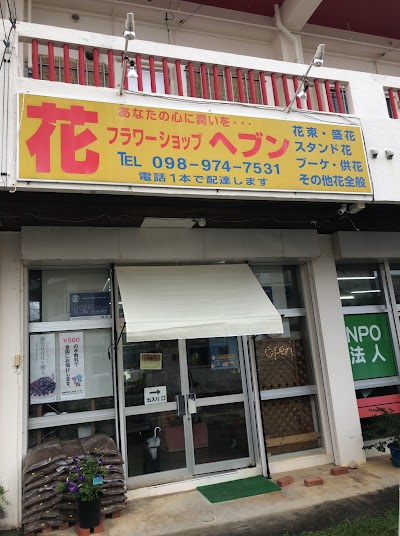 花
あなたの心に潤いを・・・
フラワーショップ ヘブン
TEL 098-974-7531
電話1本で配達します
花束・盛花
スタンド花
ブーケ・供花
その他花全般
NPO
法人
¥500
Open
出入り口